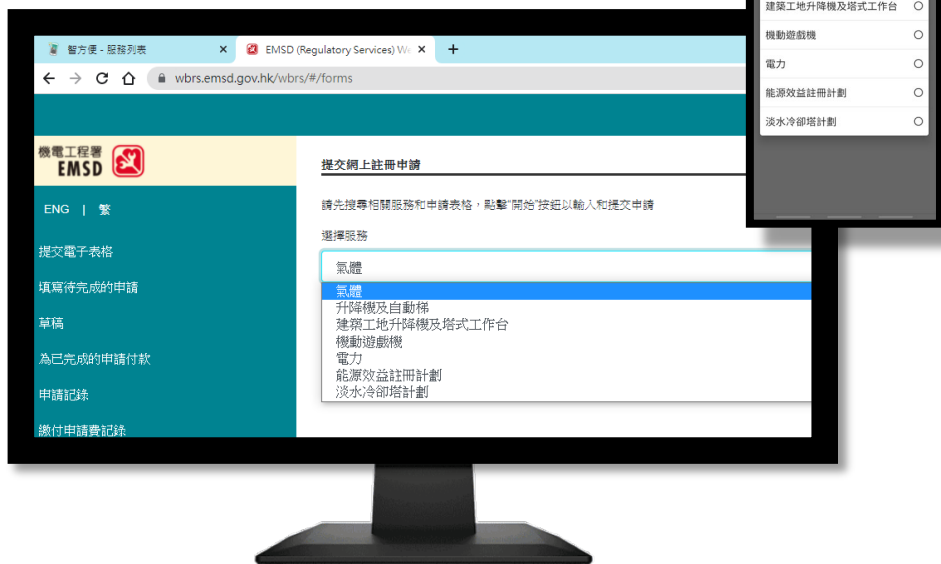 建築工地升降機及塔式工作台
機動遊戲機
電力
能源效益註冊計劃
淡水冷卻塔計劃
智方便 - 服務列表
EMSD (Regulatory Services) W
wbrs.emsd.gov.hk/wbrs/#/forms
機電工程署
EMSD
ENG | 繁
提交電子表格
填寫待完成的申請
草稿
為已完成的申請付款
申請記錄
繳付申請費記錄
提交網上註冊申請
請先搜尋相關服務和申請表格，點擊"開始"按鈕以輸入和提交申請
選擇服務
氣體
氣體
升降機及自動梯
建築工地升降機及塔式工作台
機動遊戲機
電力
能源效益註冊計劃
淡水冷卻塔計劃